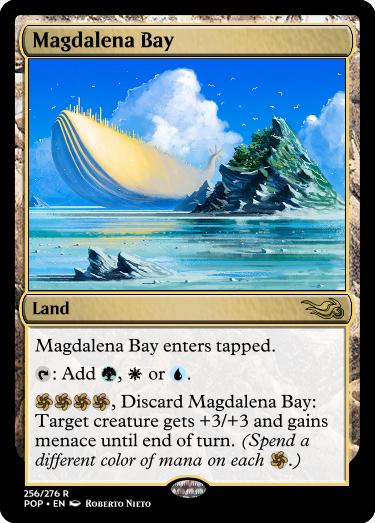 Magdalena Bay
Land
Magdalena Bay enters tapped.
: Add , or .
, Discard Magdalena Bay:
Target creature gets +3/+3 and gains
menace until end of turn. (Spend a
different color of mana on each .)
256/276 R
POP • EN Roberto Nieto